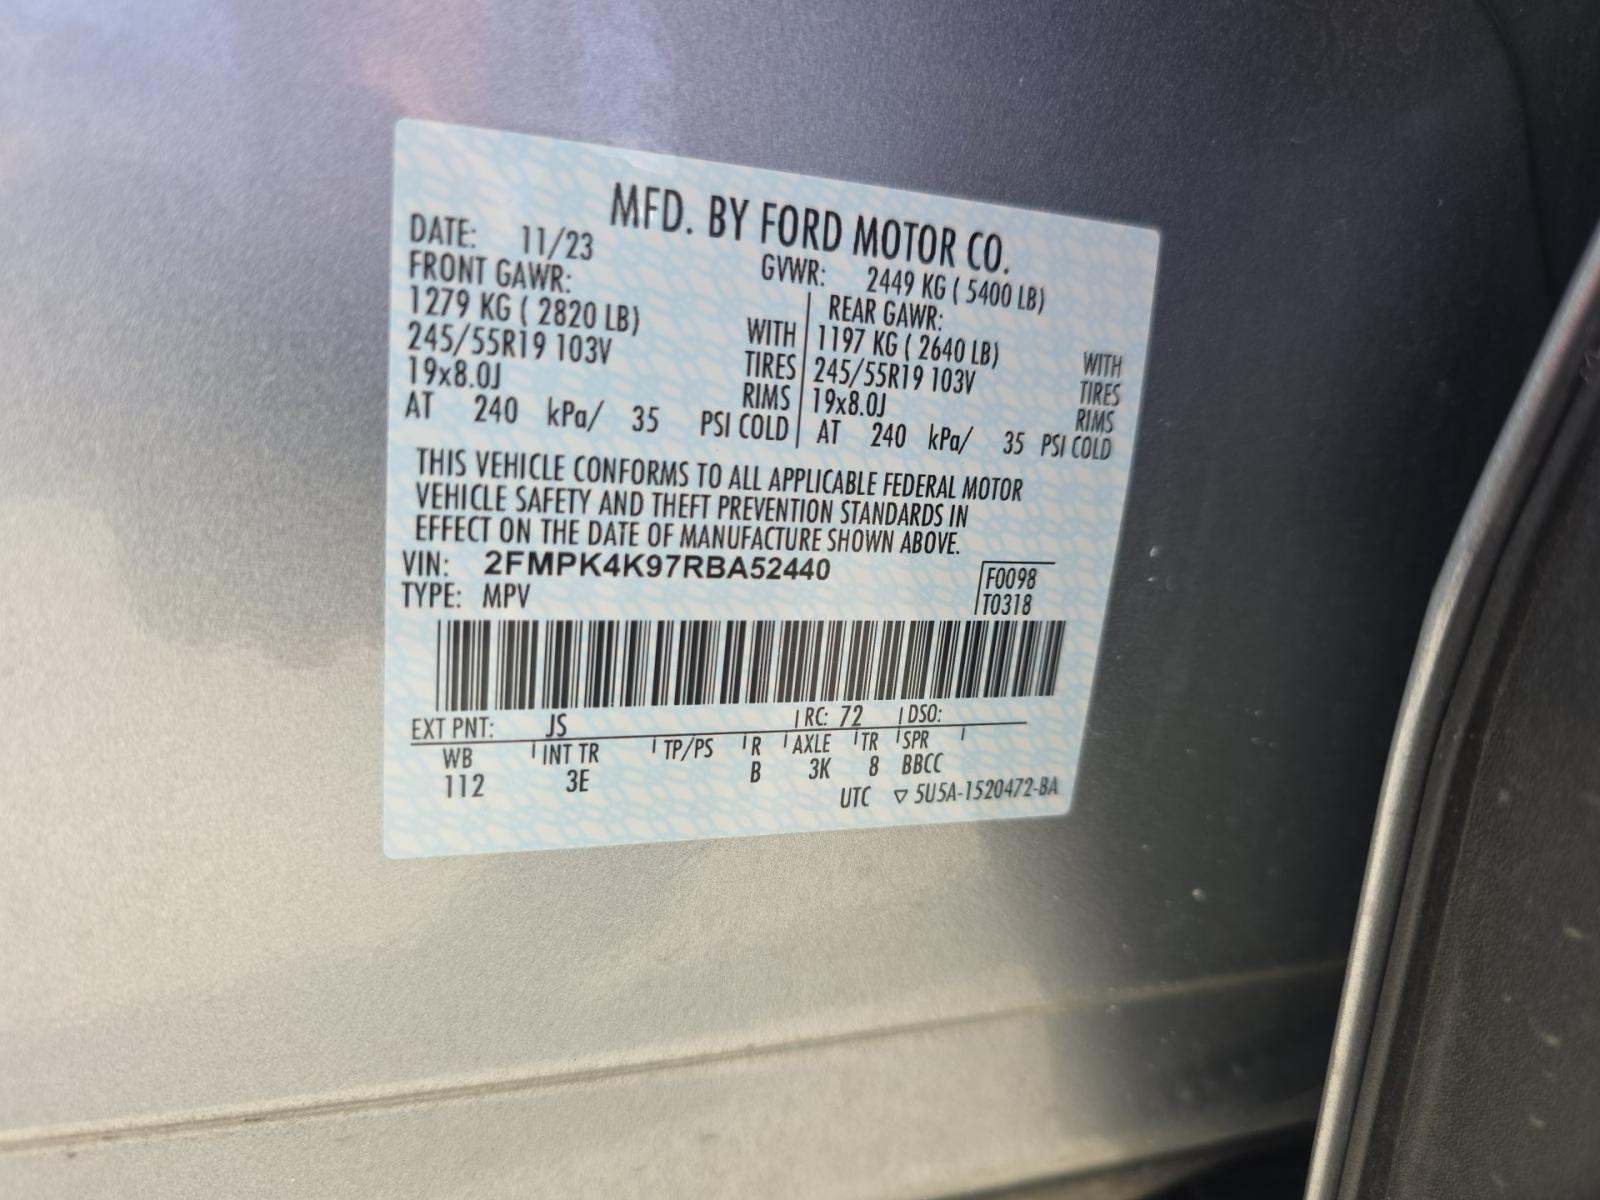 MFD. BY FORD MOTOR CO.
DATE: 11/23 GVWR: 2449 KG ( 5400 LB)
FRONT GAWR: REAR GAWR:
1279 KG ( 2820 LB) WITH 1197 KG ( 2640 LB) WITH
245/55R19 103V TIRES 245/55R19 103V TIRES
19x8.0J RIMS 19x8.0J RIMS
AT 240 kPa/ 35 PSI COLD AT 240 kPa/ 35 PSI COLD
THIS VEHICLE CONFORMS TO ALL APPLICABLE FEDERAL MOTOR
VEHICLE SAFETY AND THEFT PREVENTION STANDARDS IN
EFFECT ON THE DATE OF MANUFACTURE SHOWN ABOVE.
VIN: 2FMPK4K97RBA52440 F0098
TYPE: MPV T0318
EXT PNT: JS RC: 72 DSO:
WB INT TR TP/PS R AXLE TR SPR
112 3E B 3K 8 BBCC
UTC ▽ 5U5A-1520472-BA